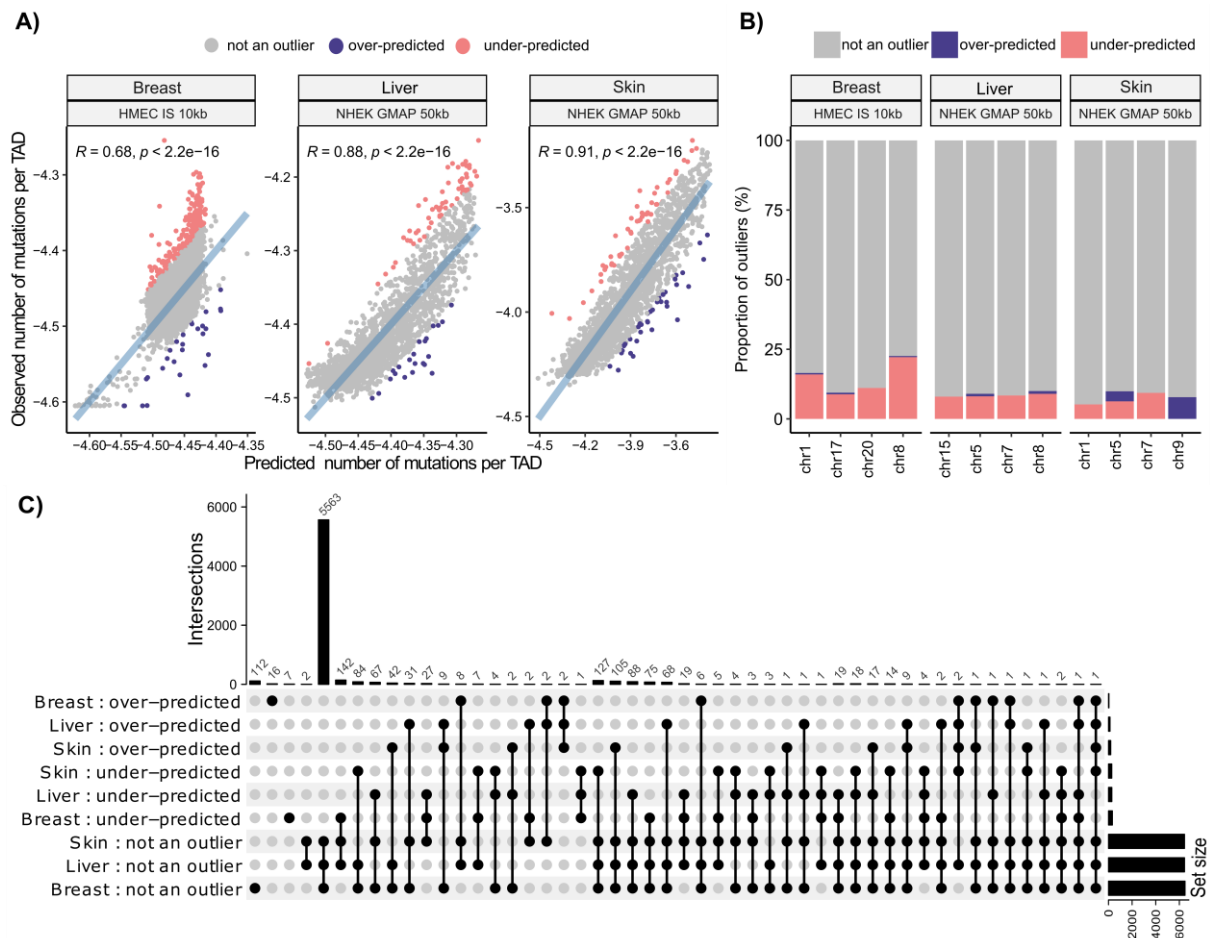 A)
not an outlier over-predicted under-predicted
Breast Liver Skin
HMEC IS 10kb NHEK GMAP 50kb NHEK GMAP 50kb
Observed number of mutations per TAD
R = 0.68, p < 2.2e−16
−4.3
−4.4
−4.5
−4.6
−4.60 −4.55 −4.50 −4.45 −4.40 −4.35
R = 0.88, p < 2.2e−16
−4.2
−4.3
−4.4
−4.5
−4.50 −4.45 −4.40 −4.35 −4.30
R = 0.91, p < 2.2e−16
−3.5
−4.0
−4.5
−4.5 −4.2 −3.9 −3.6
Predicted number of mutations per TAD
B)
not an outlier over-predicted under-predicted
Breast Liver Skin
HMEC IS 10kb NHEK GMAP 50kb NHEK GMAP 50kb
Proportion of outliers (%)
100
75
50
25
0
chr1 chr17 chr20 chr8 chr15 chr5 chr7 chr8 chr1 chr5 chr7 chr9
C)
Intersections
6000
4000
2000
0
112 16 7 2 5563 142 84 67 42 31 27 9 8 7 4 2 2 2 2 1 127 105 88 75 68 19 6 5 4 3 3 1 1 1 19 18 17 14 9 4 2 2 1 1 1 1 1 2 1 1
Breast : over−predicted
Liver : over−predicted
Skin : over−predicted
Skin : under−predicted
Liver : under−predicted
Breast : under−predicted
Skin : not an outlier
Liver : not an outlier
Breast : not an outlier
Set size
0 2000 4000 6000